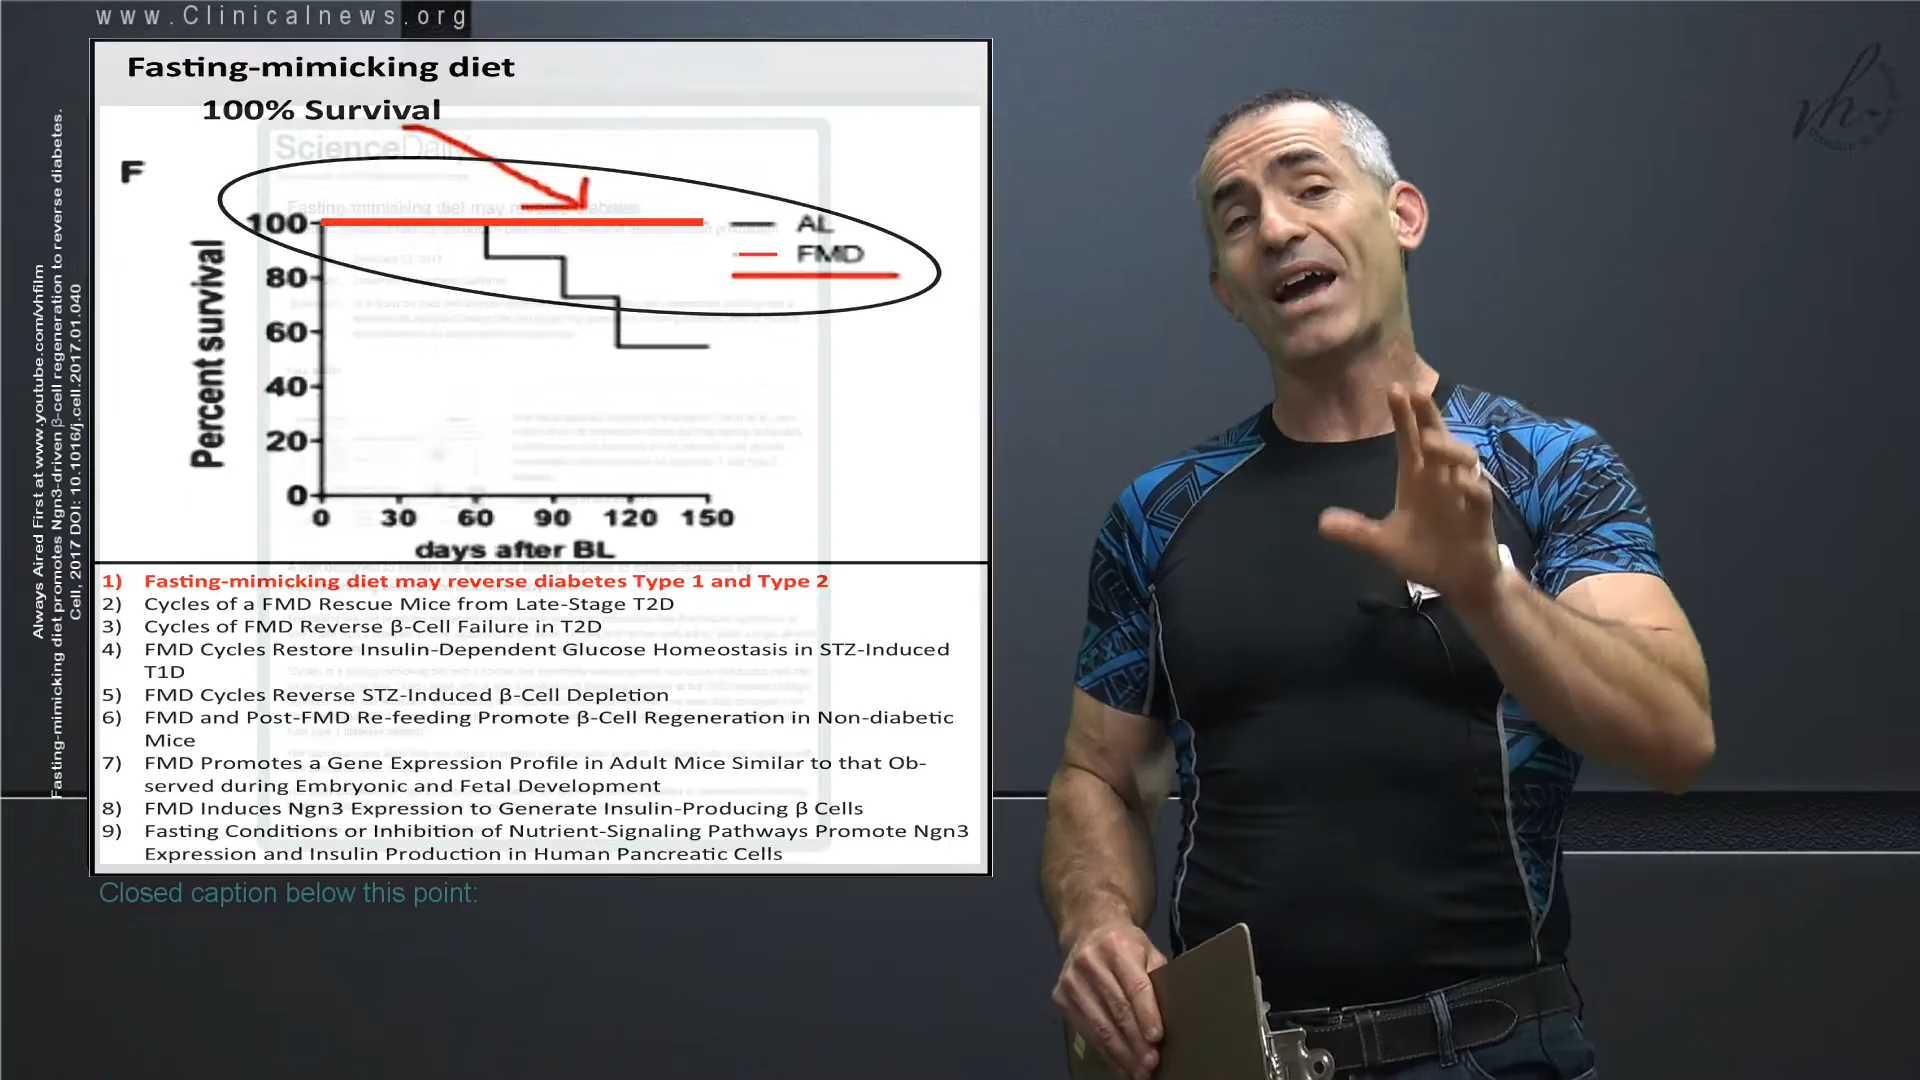 www.Clinicalnews.org
Fasting-mimicking diet
100% Survival
ScienceDaily
Fasting-mimicking diet may reverse diabetes
F
100
80
60
40
20
0
Percent survival
0 30 60 90 120 150
days after BL
AL
FMD
1) Fasting-mimicking diet may reverse diabetes Type 1 and Type 2
2) Cycles of a FMD Rescue Mice from Late-Stage T2D
3) Cycles of FMD Reverse β-Cell Failure in T2D
4) FMD Cycles Restore Insulin-Dependent Glucose Homeostasis in STZ-Induced
T1D
5) FMD Cycles Reverse STZ-Induced β-Cell Depletion
6) FMD and Post-FMD Re-feeding Promote β-Cell Regeneration in Non-diabetic
Mice
7) FMD Promotes a Gene Expression Profile in Adult Mice Similar to that Ob-
served during Embryonic and Fetal Development
8) FMD Induces Ngn3 Expression to Generate Insulin-Producing β Cells
9) Fasting Conditions or Inhibition of Nutrient-Signaling Pathways Promote Ngn3
Expression and Insulin Production in Human Pancreatic Cells
Closed caption below this point:
Always Aired First at www.youtube.com/vhfilm
Fasting-mimicking diet promotes Ngn3-driven β-cell regeneration to reverse diabetes.
Cell, 2017 DOI: 10.1016/j.cell.2017.01.040
vh